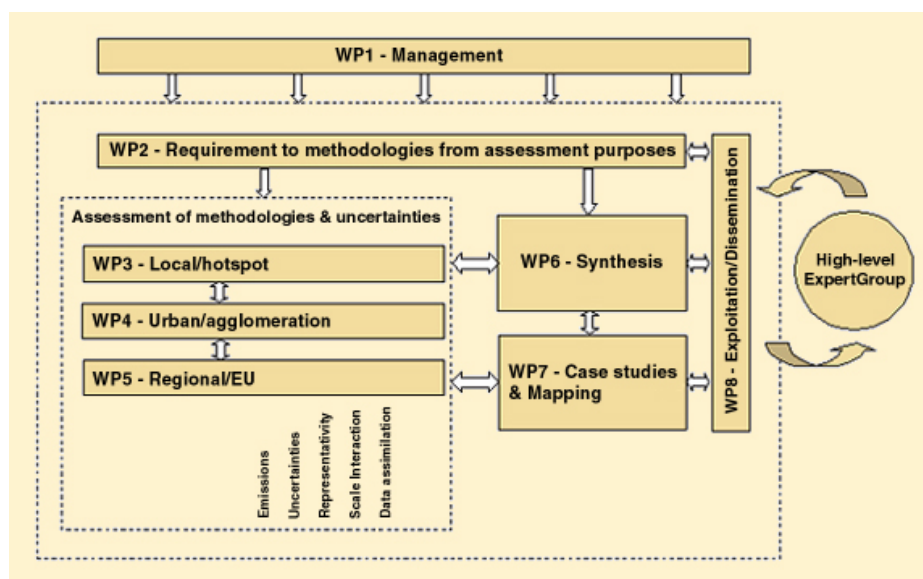 WP1 - Management
WP2 - Requirement to methodologies from assessment purposes
Assessment of methodologies & uncertainties
WP3 - Local/hotspot
WP4 - Urban/agglomeration
WP5 - Regional/EU
Emissions
Uncertainties
Representativity
Scale Interaction
Data assimilation
WP6 - Synthesis
WP7 - Case studies
& Mapping
WP8 - Exploitation/Dissemination
High-level
ExpertGroup